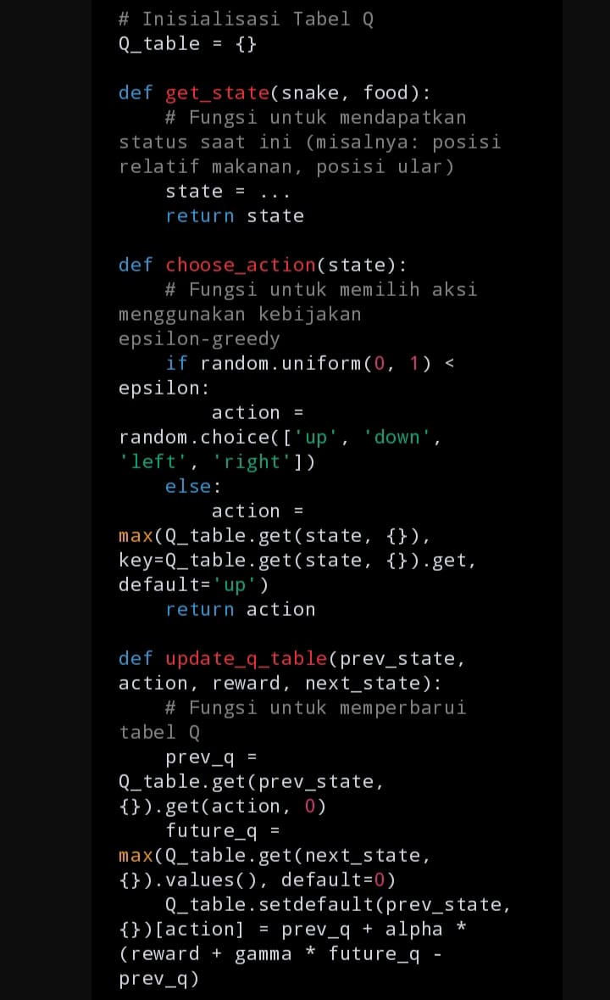 # Inisialisasi Tabel Q
Q_table = {}

def get_state(snake, food):
    # Fungsi untuk mendapatkan
status saat ini (misalnya: posisi
relatif makanan, posisi ular)
    state = ...
    return state

def choose_action(state):
    # Fungsi untuk memilih aksi
menggunakan kebijakan
epsilon-greedy
    if random.uniform(0, 1) <
epsilon:
        action =
random.choice(['up', 'down',
'left', 'right'])
    else:
        action =
max(Q_table.get(state, {}),
key=Q_table.get(state, {}).get,
default='up')
    return action

def update_q_table(prev_state,
action, reward, next_state):
    # Fungsi untuk memperbarui
tabel Q
    prev_q =
Q_table.get(prev_state,
{}).get(action, 0)
    future_q =
max(Q_table.get(next_state,
{}).values(), default=0)
    Q_table.setdefault(prev_state,
{})[action] = prev_q + alpha *
(reward + gamma * future_q -
prev_q)